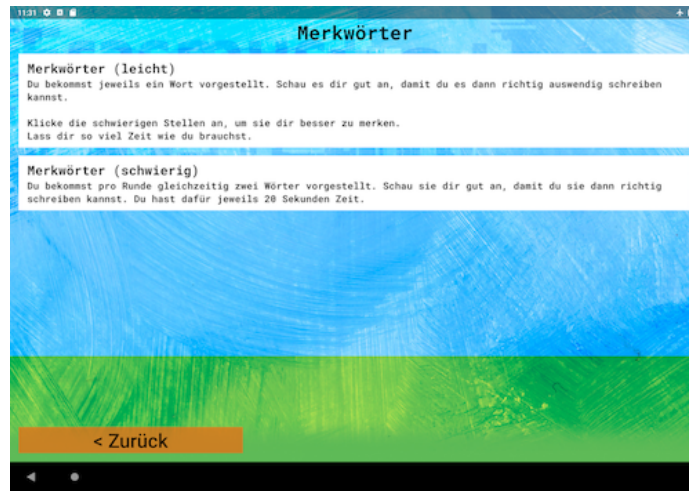 11:31
Merkwörter
Merkwörter (leicht)
Du bekommst jeweils ein Wort vorgestellt. Schau es dir gut an, damit du es dann richtig auswendig schreiben
kannst.
Klicke die schwierigen Stellen an, um sie dir besser zu merken.
Lass dir so viel Zeit wie du brauchst.
Merkwörter (schwierig)
Du bekommst pro Runde gleichzeitig zwei Wörter vorgestellt. Schau sie dir gut an, damit du sie dann richtig
schreiben kannst. Du hast dafür jeweils 20 Sekunden Zeit.
< Zurück